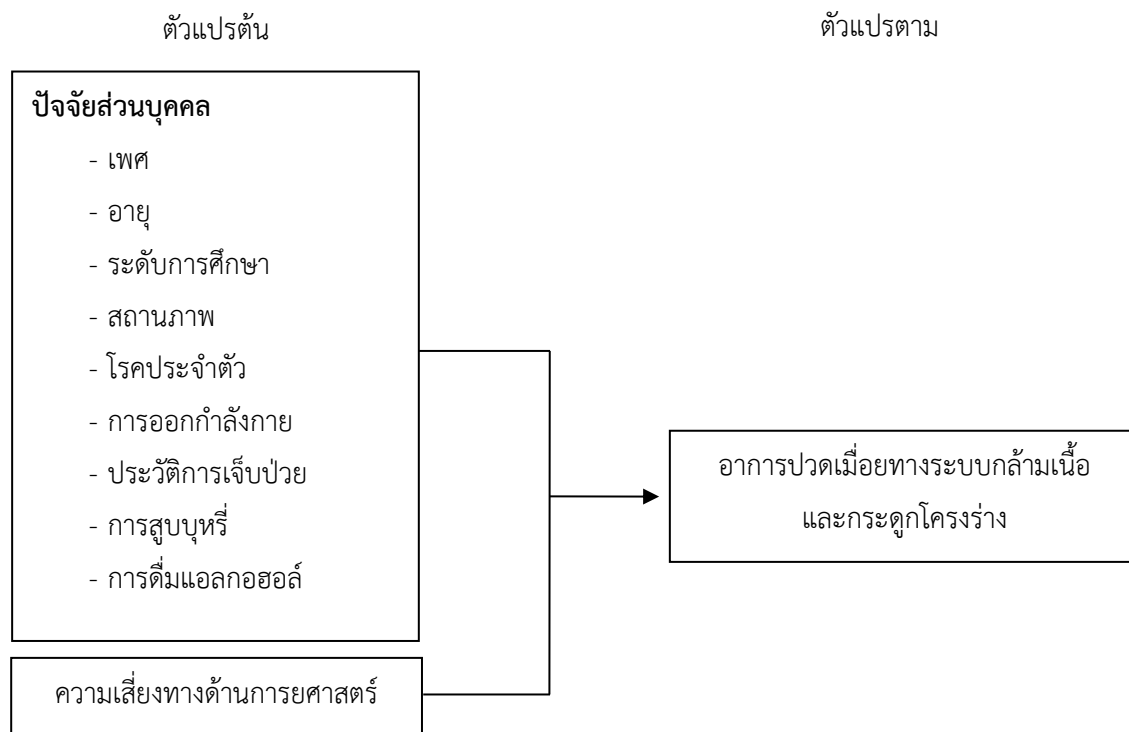 ตัวแปรต้น
ตัวแปรตาม
ปัจจัยส่วนบุคคล
- เพศ
- อายุ
- ระดับการศึกษา
- สถานภาพ
- โรคประจำตัว
- การออกกำลังกาย
- ประวัติการเจ็บป่วย
- การสูบบุหรี่
- การดื่มแอลกอฮอล์
ความเสี่ยงทางด้านการยศาสตร์
อาการปวดเมื่อยทางระบบกล้ามเนื้อ
และกระดูกโครงร่าง